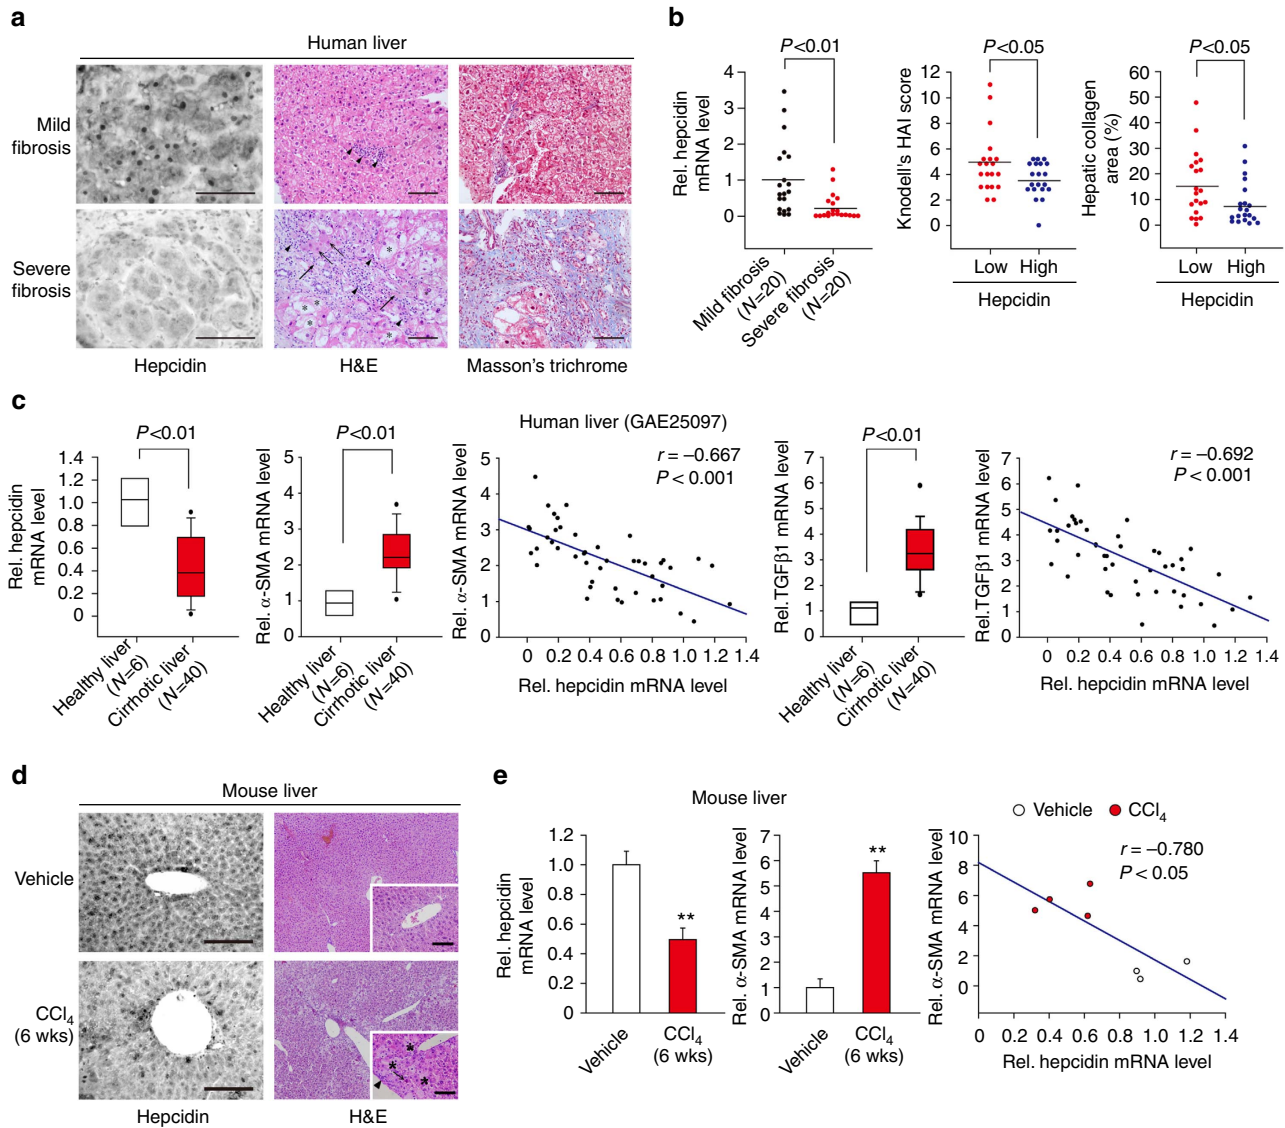 a
Human liver
Mild
fibrosis
Severe
fibrosis
Hepcidin
H&E
Masson's trichrome
b
P<0.01
Rel. hepcidin
mRNA level
4
3
2
1
0
Mild fibrosis
(N=20)
Severe fibrosis
(N=20)
P<0.05
Knodell's HAI score
12
10
8
6
4
2
0
Low High
Hepcidin
P<0.05
Hepatic collagen
area (%)
60
50
40
30
20
10
0
Low High
Hepcidin
c
Human liver (GAE25097)
P<0.01
Rel. hepcidin
mRNA level
1.4
1.2
1.0
0.8
0.6
0.4
0.2
0
Healthy liver
(N=6)
Cirrhotic liver
(N=40)
P<0.01
Rel. α-SMA mRNA level
5
4
3
2
1
0
Healthy liver
(N=6)
Cirrhotic liver
(N=40)
r = −0.667
P < 0.001
Rel. α-SMA mRNA level
5
4
3
2
1
0
0 0.2 0.4 0.6 0.8 1.0 1.2 1.4
Rel. hepcidin mRNA level
P<0.01
Rel.TGFβ1 mRNA level
7
6
5
4
3
2
1
0
Healthy liver
(N=6)
Cirrhotic liver
(N=40)
r = −0.692
P < 0.001
Rel.TGFβ1 mRNA level
7
6
5
4
3
2
1
0
0 0.2 0.4 0.6 0.8 1.0 1.2 1.4
Rel. hepcidin mRNA level
d
Mouse liver
Vehicle
CCl4
(6 wks)
Hepcidin
H&E
e
Mouse liver
Rel. hepcidin
mRNA level
1.2
1.0
0.8
0.6
0.4
0.2
0
**
Vehicle
CCl4
(6 wks)
Rel. α-SMA mRNA level
7
6
5
4
3
2
1
0
**
Vehicle
CCl4
(6 wks)
Vehicle CCl4
r = −0.780
P < 0.05
Rel. α-SMA mRNA level
10
8
6
4
2
0
0 0.2 0.4 0.6 0.8 1.0 1.2 1.4
Rel. hepcidin mRNA level